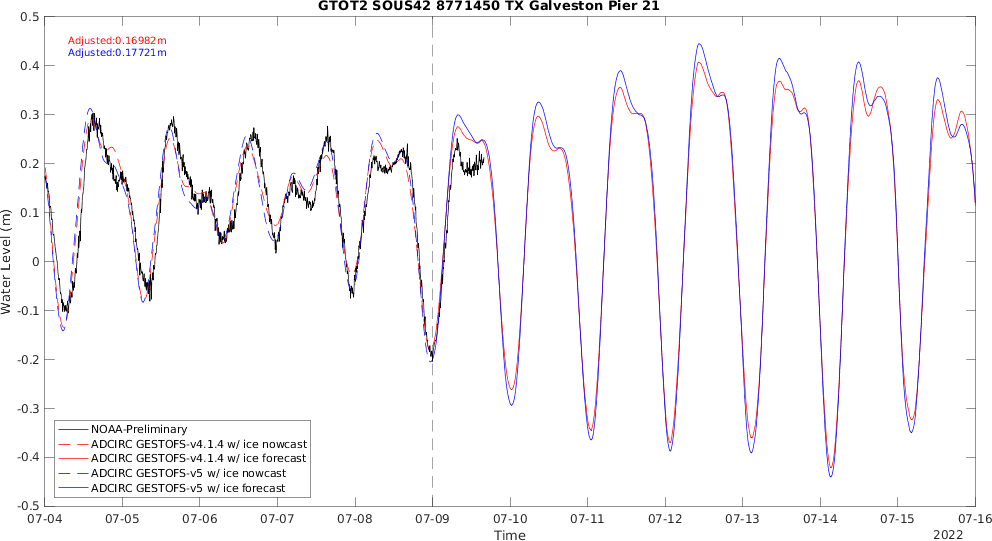 GTOT2 SOUS42 8771450 TX Galveston Pier 21
0.5
Adjusted:0.16982m
Adjusted:0.17721m
0.4
0.3
0.2
0.1
0
-0.1
-0.2
-0.3
-0.4
-0.5
Water Level (m)
NOAA-Preliminary
ADCIRC GESTOFS-v4.1.4 w/ ice nowcast
ADCIRC GESTOFS-v4.1.4 w/ ice forecast
ADCIRC GESTOFS-v5 w/ ice nowcast
ADCIRC GESTOFS-v5 w/ ice forecast
07-04 07-05 07-06 07-07 07-08 07-09 07-10 07-11 07-12 07-13 07-14 07-15 07-16
Time
2022